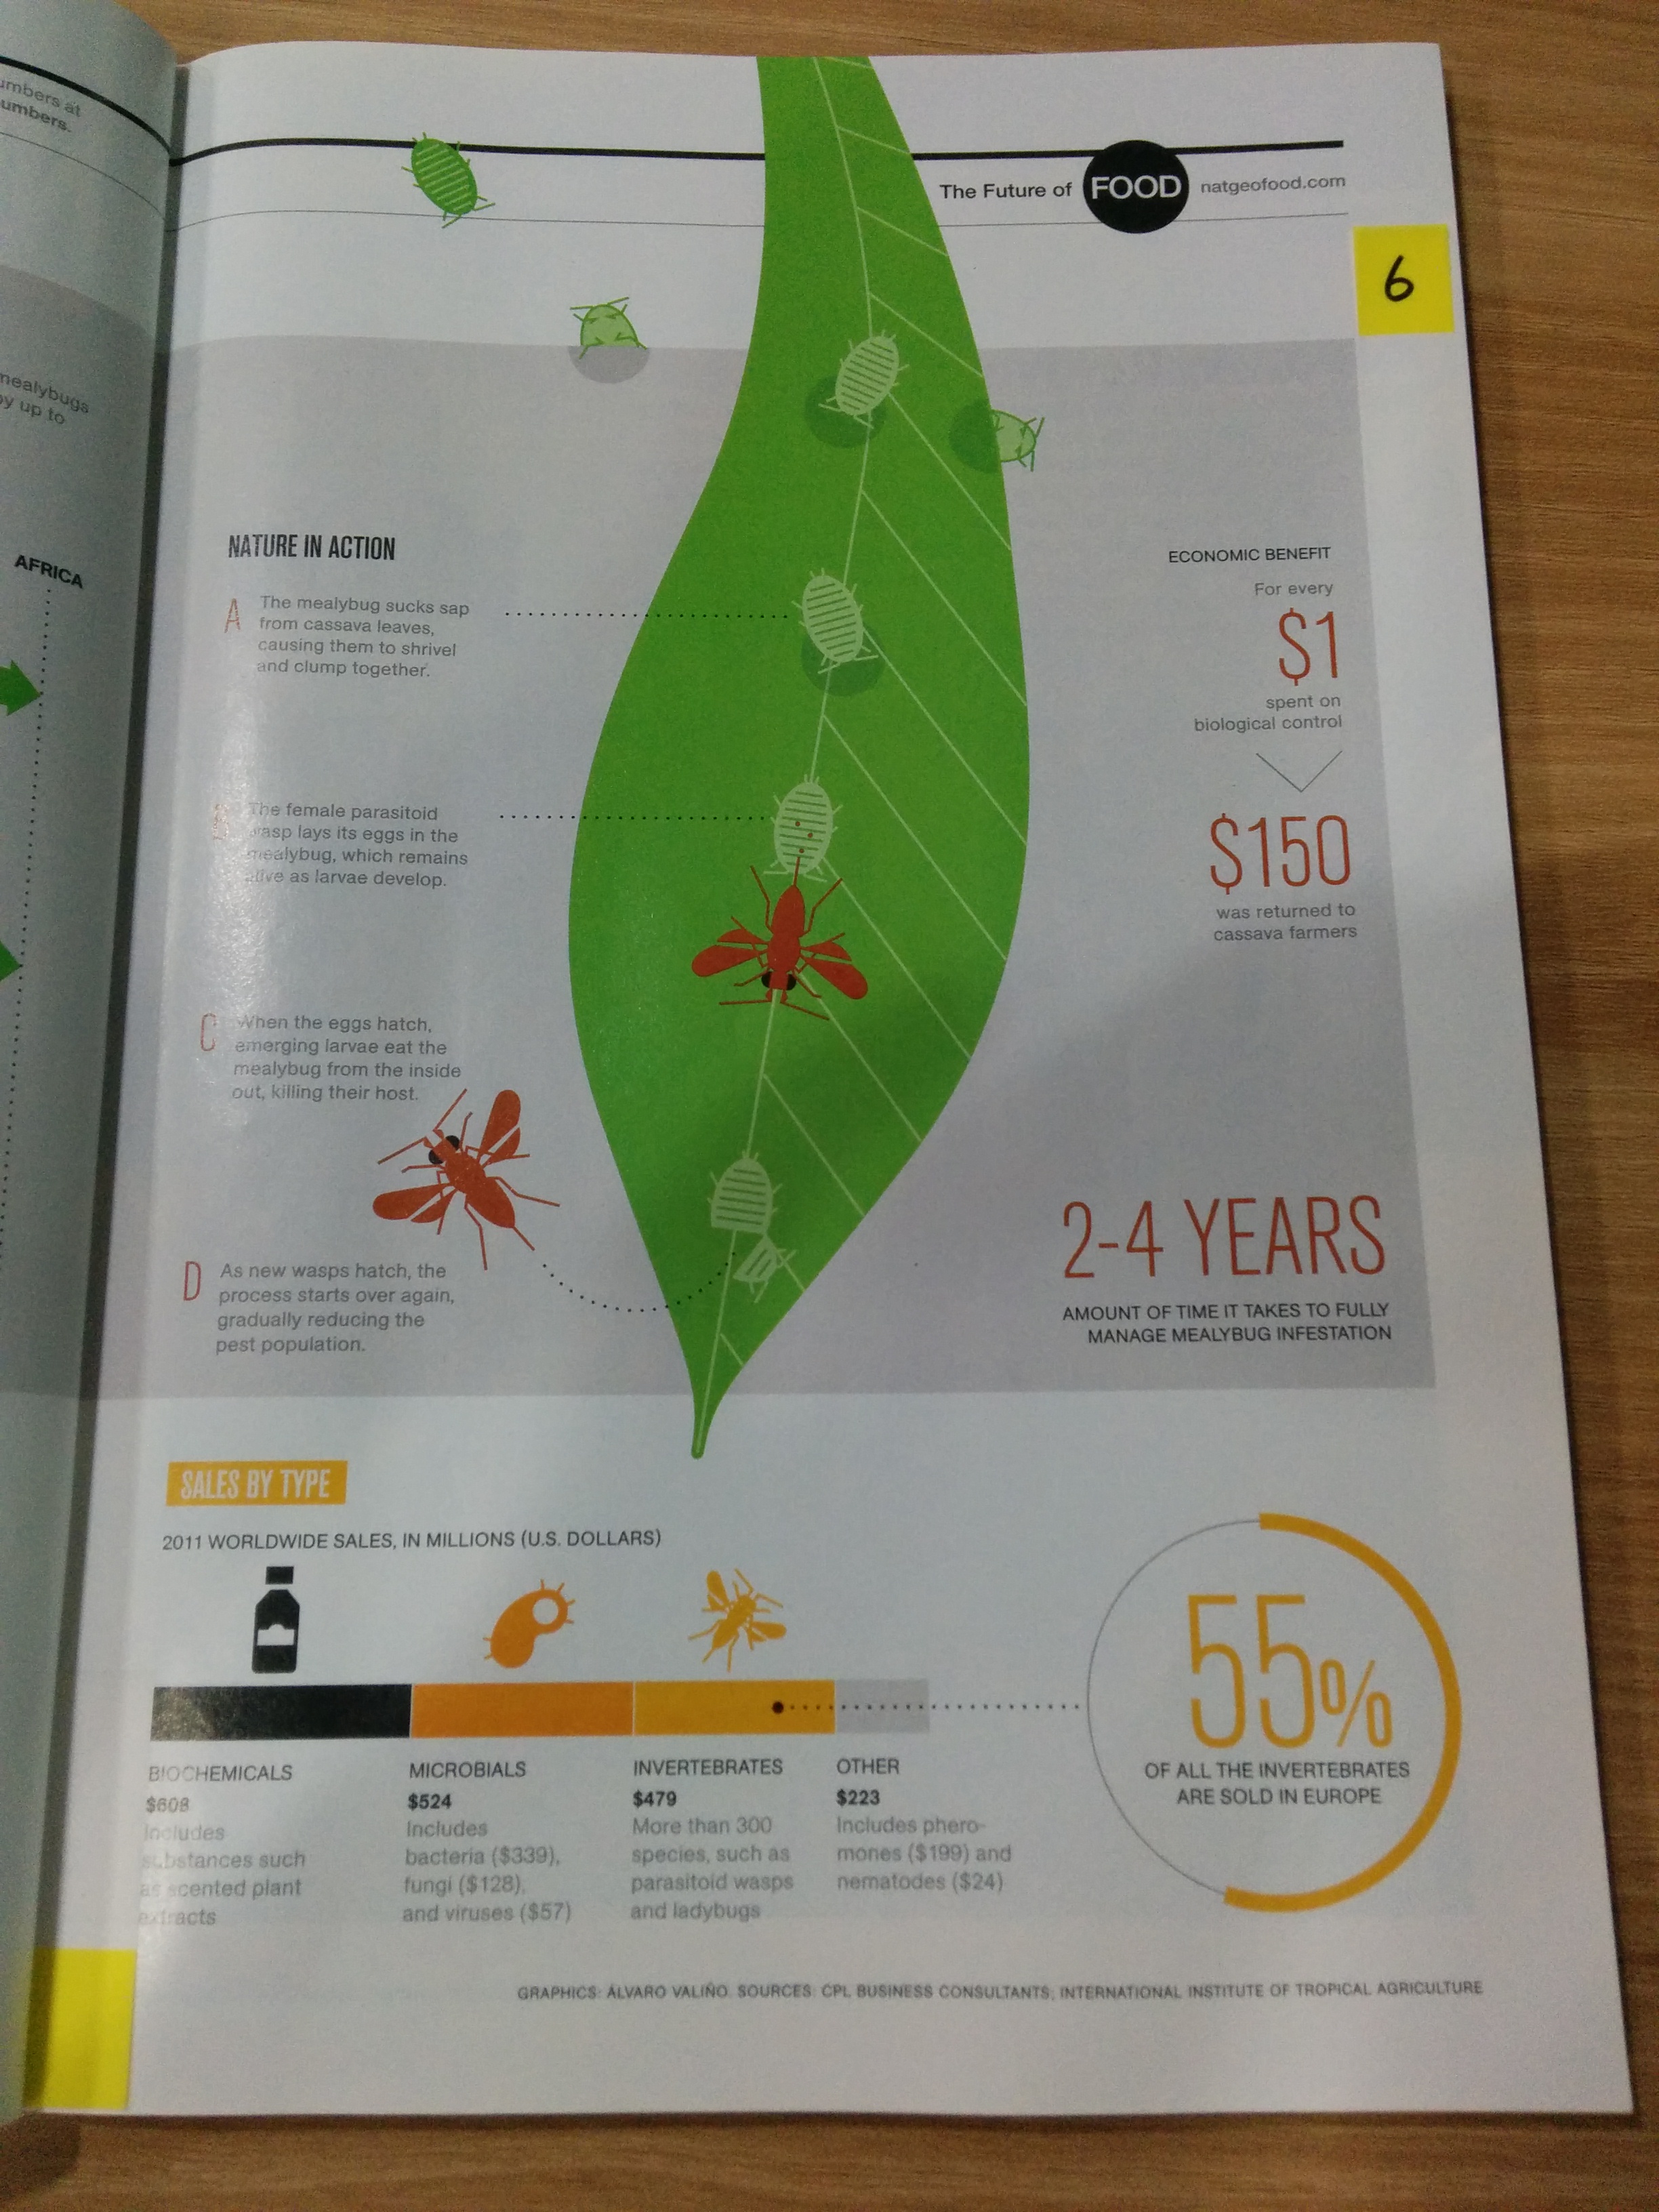 umbers at
umbers.
mealybugs
by up to
AFRICA
The Future of FOOD natgeofood.com
6
NATURE IN ACTION
A The mealybug sucks sap
from cassava leaves,
causing them to shrivel
and clump together.
B The female parasitoid
wasp lays its eggs in the
mealybug, which remains
alive as larvae develop.
C When the eggs hatch,
emerging larvae eat the
mealybug from the inside
out, killing their host.
D As new wasps hatch, the
process starts over again,
gradually reducing the
pest population.
ECONOMIC BENEFIT
For every
$1
spent on
biological control
$150
was returned to
cassava farmers
2-4 YEARS
AMOUNT OF TIME IT TAKES TO FULLY
MANAGE MEALYBUG INFESTATION
SALES BY TYPE
2011 WORLDWIDE SALES, IN MILLIONS (U.S. DOLLARS)
BIOCHEMICALS
$608
Includes
substances such
as scented plant
extracts
MICROBIALS
$524
Includes
bacteria ($339),
fungi ($128),
and viruses ($57)
INVERTEBRATES
$479
More than 300
species, such as
parasitoid wasps
and ladybugs
OTHER
$223
Includes phero-
mones ($199) and
nematodes ($24)
55%
OF ALL THE INVERTEBRATES
ARE SOLD IN EUROPE
GRAPHICS: ÁLVARO VALIÑO. SOURCES: CPL BUSINESS CONSULTANTS; INTERNATIONAL INSTITUTE OF TROPICAL AGRICULTURE